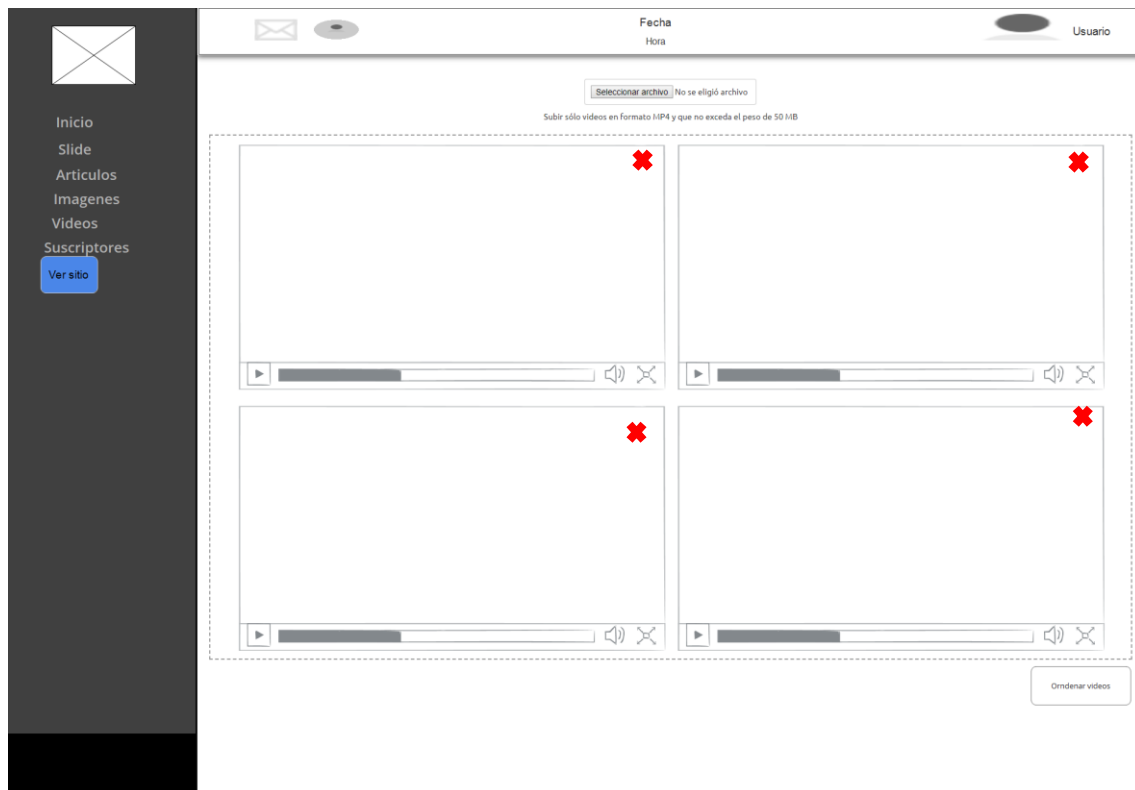 Fecha
Hora
Usuario
Inicio
Slide
Articulos
Imagenes
Videos
Suscriptores
Ver sitio
Seleccionar archivo No se eligió archivo
Subir sólo videos en formato MP4 y que no exceda el peso de 50 MB
Orndenar videos